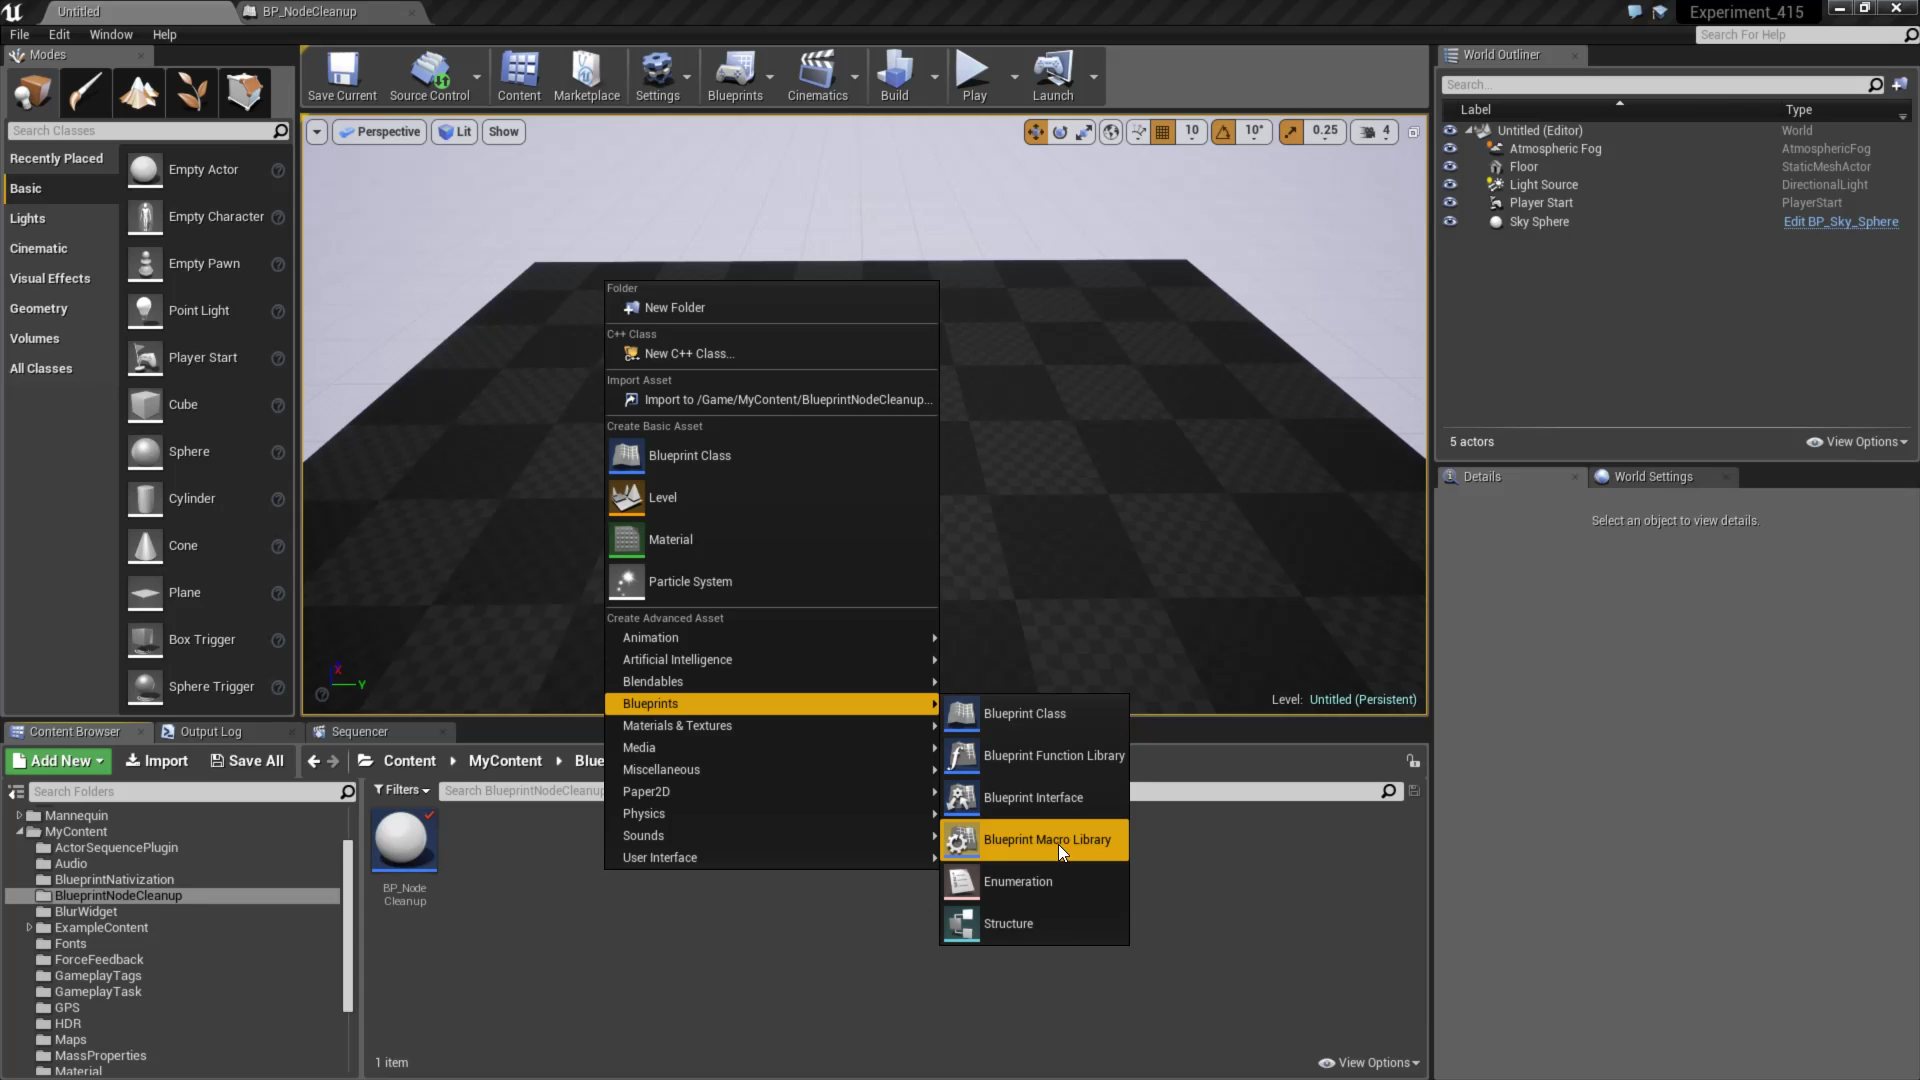 Untitled
BP_NodeCleanup
Experiment_415
File Edit Window Help
Search For Help
Modes
Save Current
Source Control
Content
Marketplace
Settings
Blueprints
Cinematics
Build
Play
Launch
World Outliner
Search...
Label Type
Untitled (Editor) World
Atmospheric Fog AtmosphericFog
Floor StaticMeshActor
Light Source DirectionalLight
Player Start PlayerStart
Sky Sphere Edit BP_Sky_Sphere
5 actors
View Options
Details
World Settings
Select an object to view details.
Search Classes
Recently Placed
Basic
Lights
Cinematic
Visual Effects
Geometry
Volumes
All Classes
Empty Actor
Empty Character
Empty Pawn
Point Light
Player Start
Cube
Sphere
Cylinder
Cone
Plane
Box Trigger
Sphere Trigger
Perspective
Lit
Show
10
10°
0.25
4
X
Y
Level: Untitled (Persistent)
Folder
New Folder
C++ Class
New C++ Class...
Import Asset
Import to /Game/MyContent/BlueprintNodeCleanup...
Create Basic Asset
Blueprint Class
Level
Material
Particle System
Create Advanced Asset
Animation
Artificial Intelligence
Blendables
Blueprints
Materials & Textures
Media
Miscellaneous
Paper2D
Physics
Sounds
User Interface
Blueprint Class
Blueprint Function Library
Blueprint Interface
Blueprint Macro Library
Enumeration
Structure
Content Browser
Output Log
Sequencer
Add New
Import
Save All
Content
MyContent
Blue
Search Folders
Filters
Search BlueprintNodeCleanup
Mannequin
MyContent
ActorSequencePlugin
Audio
BlueprintNativization
BlueprintNodeCleanup
BlurWidget
ExampleContent
Fonts
ForceFeedback
GameplayTags
GameplayTask
GPS
HDR
Maps
MassProperties
Material
BP_Node
Cleanup
1 item
View Options